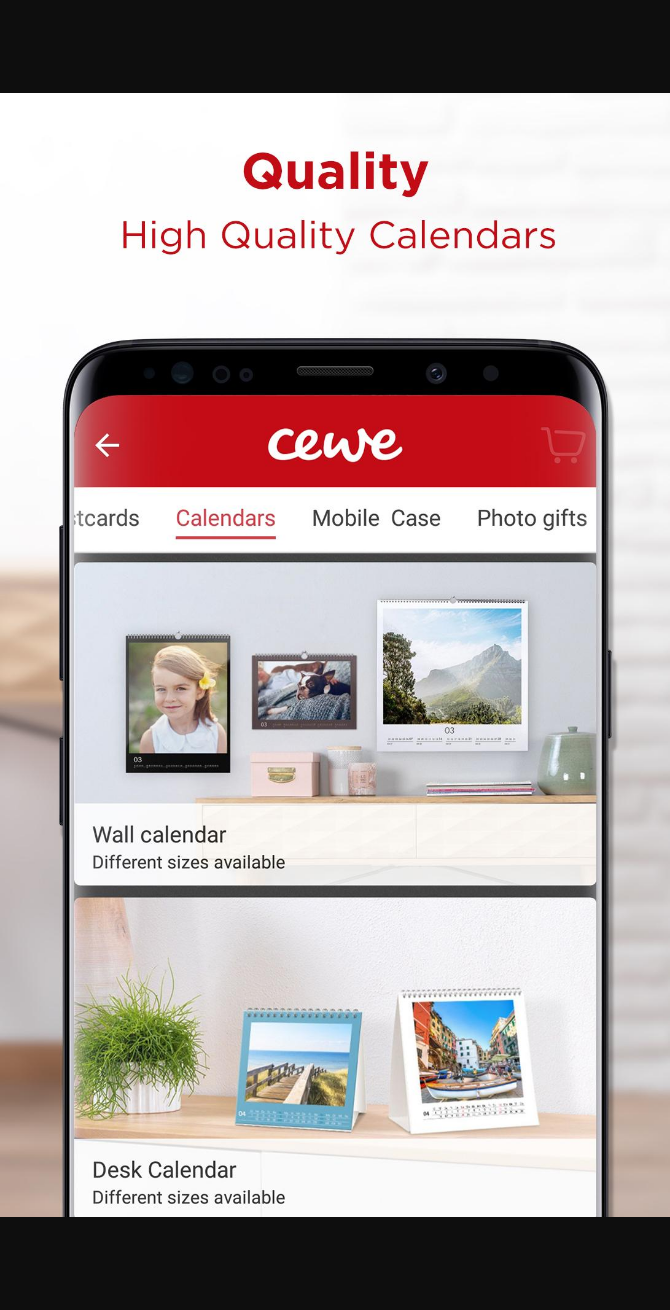 Quality
High Quality Calendars
cewe
stcards Calendars Mobile Case Photo gifts
03
03
03
Wall calendar
Different sizes available
04
04
Desk Calendar
Different sizes available